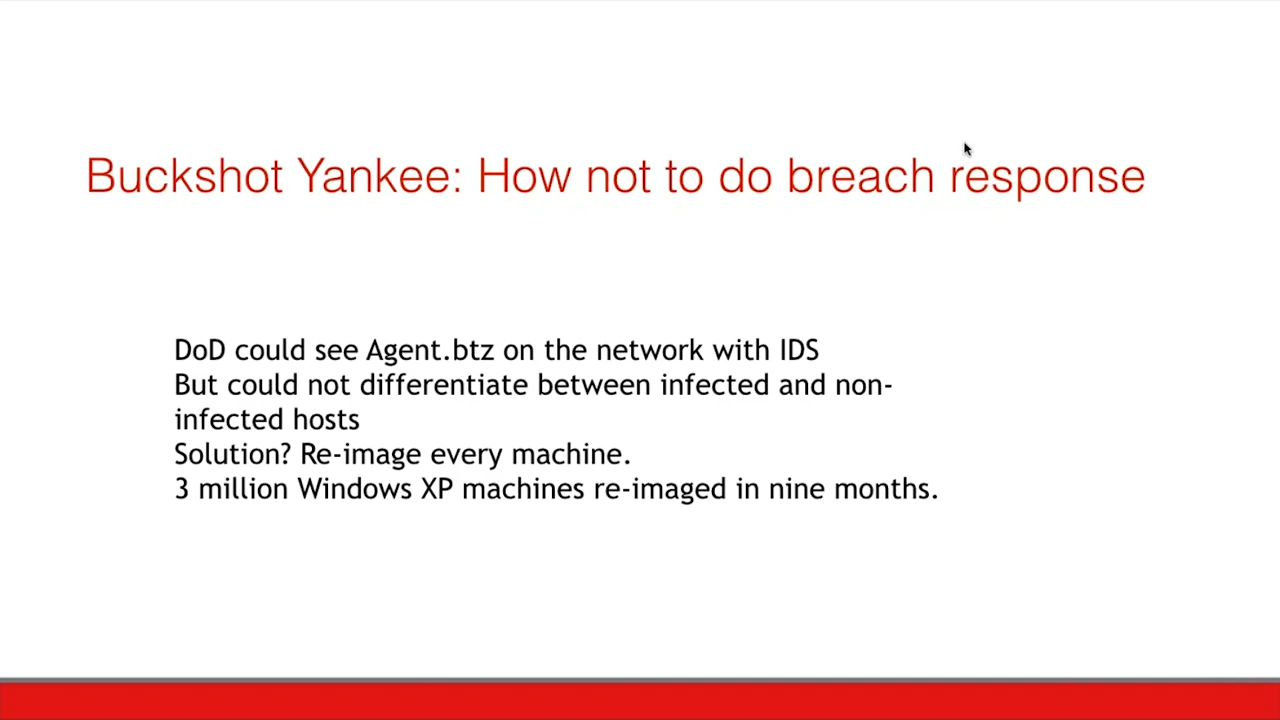 Buckshot Yankee: How not to do breach response
DoD could see Agent.btz on the network with IDS
But could not differentiate between infected and non-
infected hosts
Solution? Re-image every machine.
3 million Windows XP machines re-imaged in nine months.